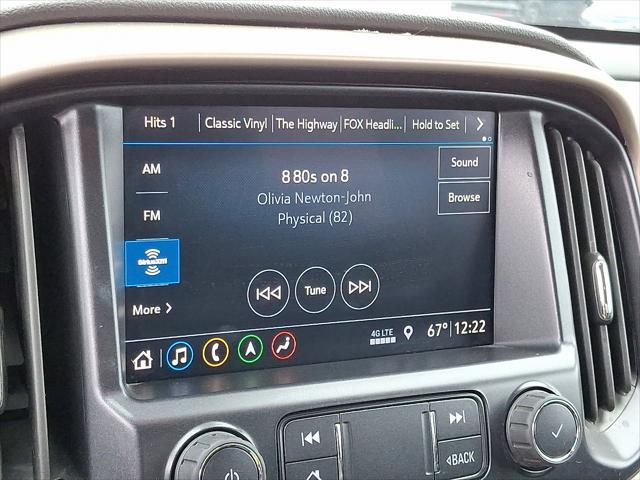 Hits 1 Classic Vinyl The Highway FOX Headli... Hold to Set
AM
8 80s on 8
Sound
Olivia Newton-John
Browse
FM
Physical (82)
SiriusXM
Tune
More
4G LTE
67° 12:22
BACK